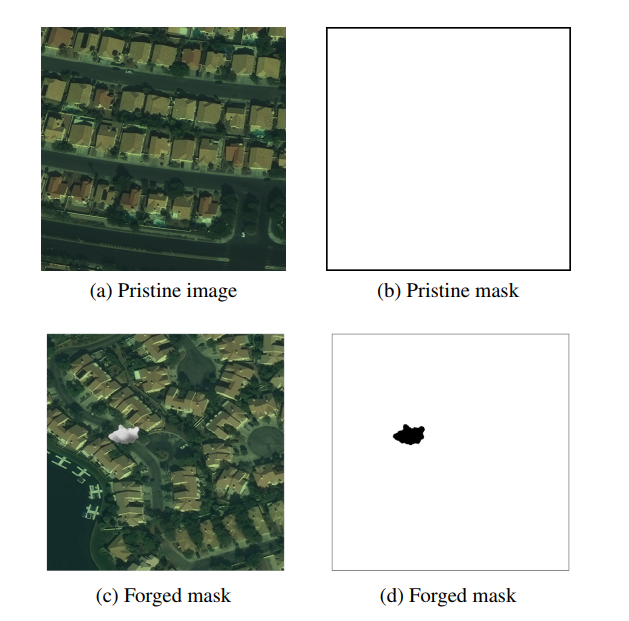 (a) Pristine image
(b) Pristine mask
(c) Forged mask
(d) Forged mask